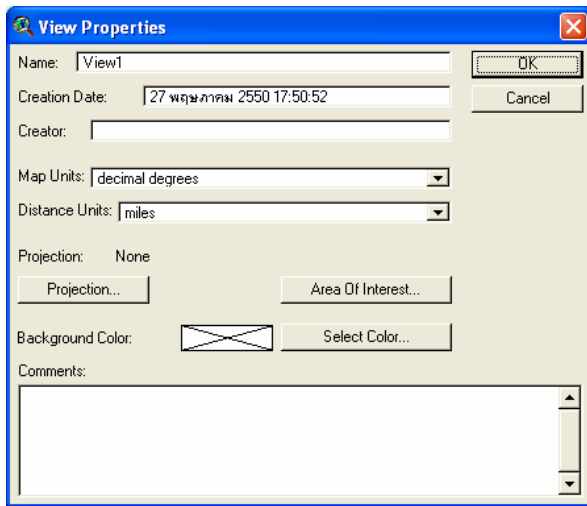 View Properties
Name: View1
OK
Creation Date: 27 พฤษภาคม 2550 17:50:52
Cancel
Creator:
Map Units: decimal degrees
Distance Units: miles
Projection: None
Projection... Area Of Interest...
Background Color: Select Color...
Comments: